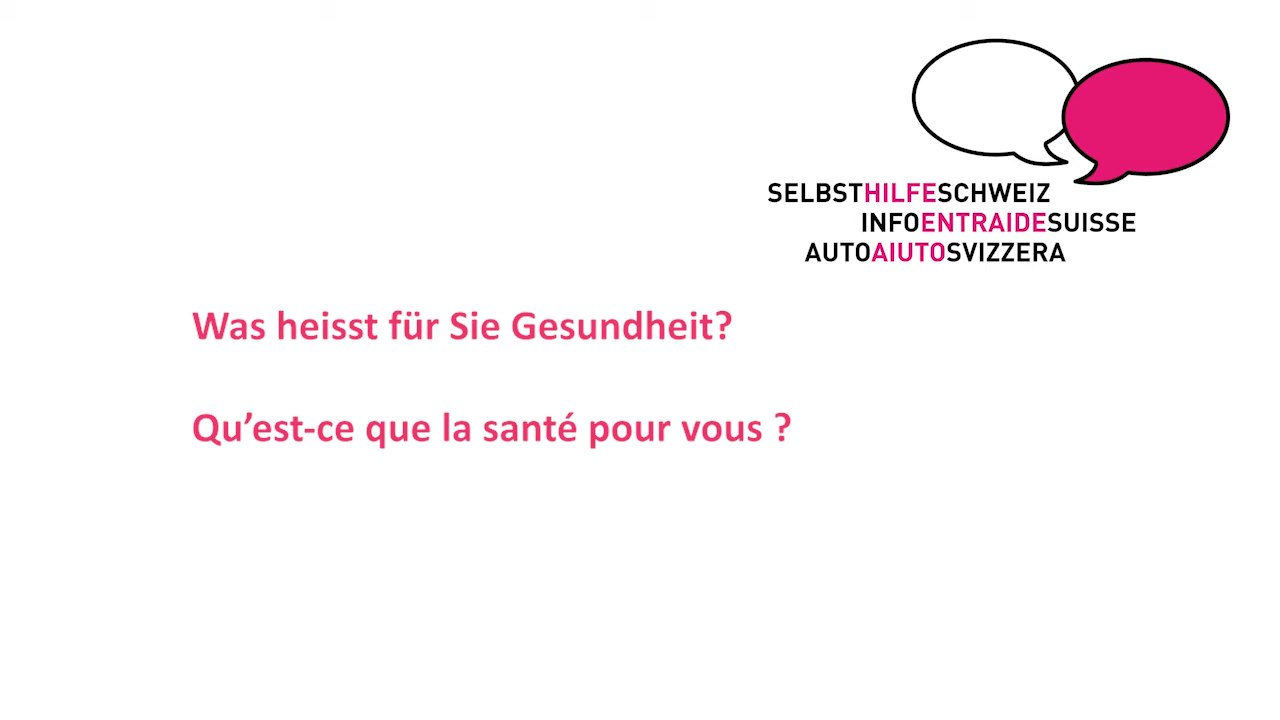 SELBSTHILFESCHWEIZ
INFOENTRAIDESUISSE
AUTOAIUTOSVIZZERA
Was heisst für Sie Gesundheit?
Qu’est-ce que la santé pour vous ?